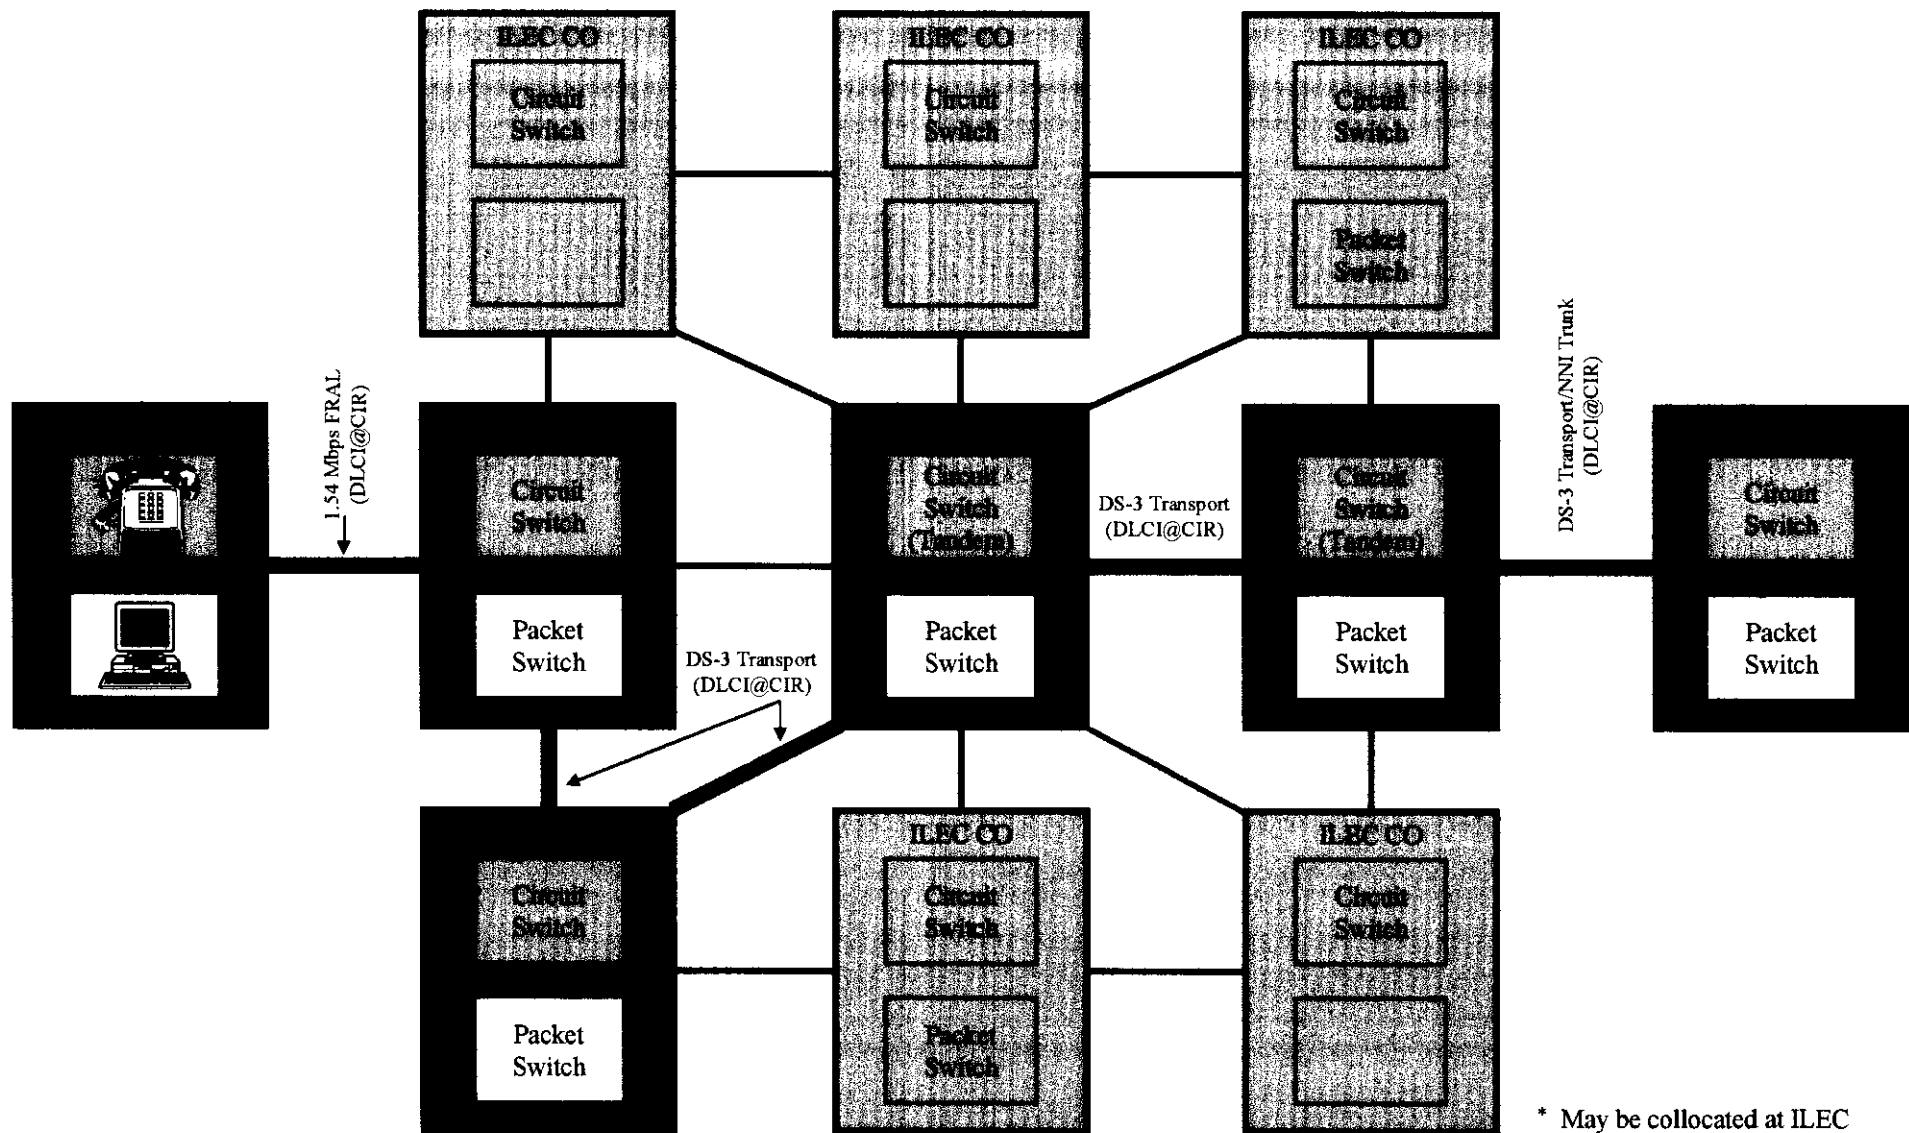 ILEC CO
Circuit
Switch
ILEC CO
Circuit
Switch
ILEC CO
Circuit
Switch
Packet
Switch
1.54 Mbps FRAL
(DLCI@CIR)
Circuit
Switch
Packet
Switch
Circuit
Switch
(Tandem)
Packet
Switch
DS-3 Transport
(DLCI@CIR)
Circuit
Switch
(Tandem)
Packet
Switch
DS-3 Transport/NNI Trunk
(DLCI@CIR)
Circuit
Switch
Packet
Switch
DS-3 Transport
(DLCI@CIR)
Circuit
Switch
Packet
Switch
ILEC CO
Circuit
Switch
Packet
Switch
ILEC CO
Circuit
Switch
* May be collocated at ILEC